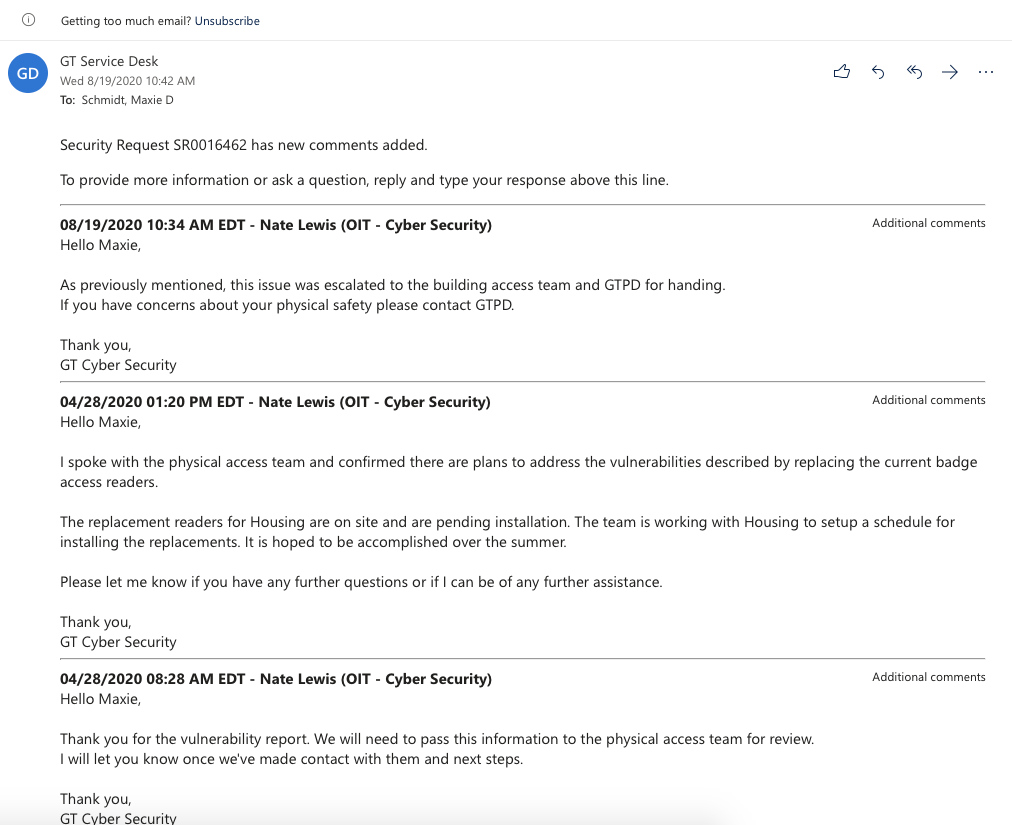 Getting too much email? Unsubscribe
GD
GT Service Desk
Wed 8/19/2020 10:42 AM
To: Schmidt, Maxie D
Security Request SR0016462 has new comments added.
To provide more information or ask a question, reply and type your response above this line.
08/19/2020 10:34 AM EDT - Nate Lewis (OIT - Cyber Security) Additional comments
Hello Maxie,
As previously mentioned, this issue was escalated to the building access team and GTPD for handing.
If you have concerns about your physical safety please contact GTPD.
Thank you,
GT Cyber Security
04/28/2020 01:20 PM EDT - Nate Lewis (OIT - Cyber Security) Additional comments
Hello Maxie,
I spoke with the physical access team and confirmed there are plans to address the vulnerabilities described by replacing the current badge
access readers.
The replacement readers for Housing are on site and are pending installation. The team is working with Housing to setup a schedule for
installing the replacements. It is hoped to be accomplished over the summer.
Please let me know if you have any further questions or if I can be of any further assistance.
Thank you,
GT Cyber Security
04/28/2020 08:28 AM EDT - Nate Lewis (OIT - Cyber Security) Additional comments
Hello Maxie,
Thank you for the vulnerability report. We will need to pass this information to the physical access team for review.
I will let you know once we've made contact with them and next steps.
Thank you,
GT Cyber Security